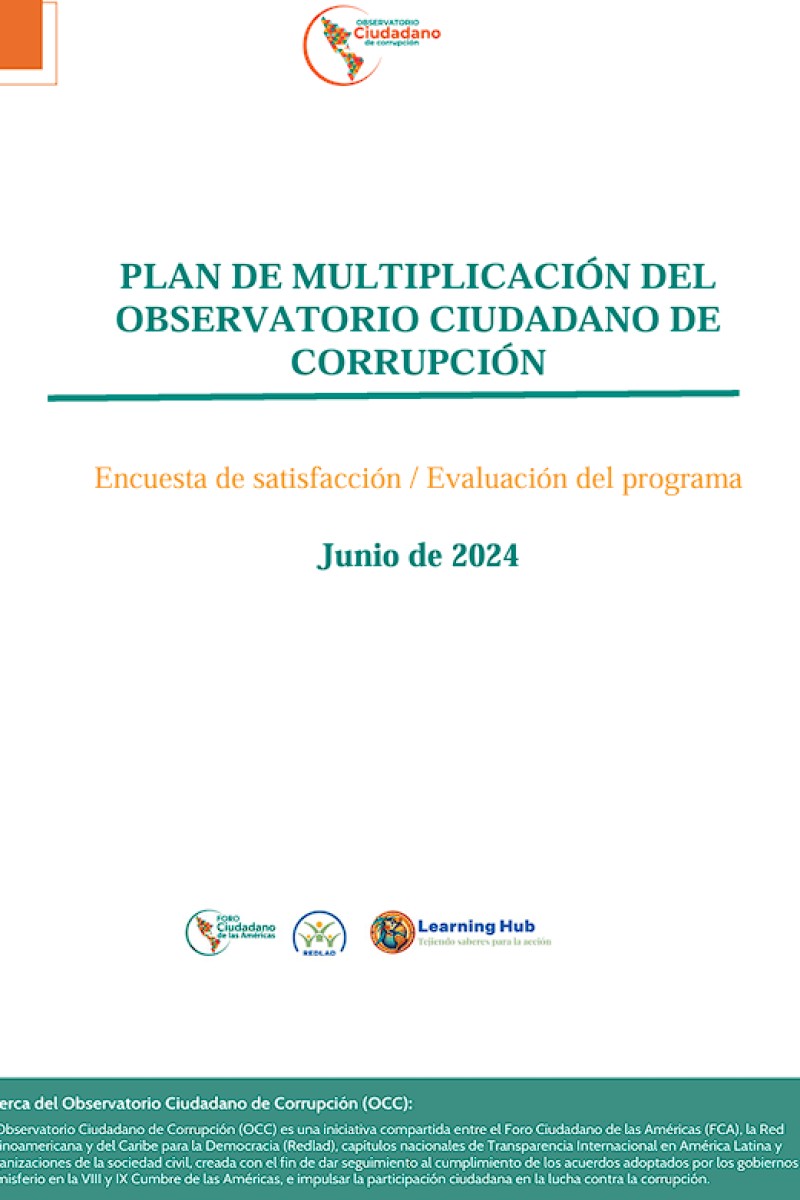 OBSERVATORIO
Ciudadano
de corrupción
PLAN DE MULTIPLICACIÓN DEL
OBSERVATORIO CIUDADANO DE
CORRUPCIÓN
Encuesta de satisfacción / Evaluación del programa
Junio de 2024
FORO
Ciudadano
de las Américas
REDLAD
Learning Hub
Tejiendo saberes para la acción
erca del Observatorio Ciudadano de Corrupción (OCC):
Observatorio Ciudadano de Corrupción (OCC) es una iniciativa compartida entre el Foro Ciudadano de las Américas (FCA), la Red
inoamericana y del Caribe para la Democracia (Redlad), capítulos nacionales de Transparencia Internacional en América Latina y
anizaciones de la sociedad civil, creada con el fin de dar seguimiento al cumplimiento de los acuerdos adoptados por los gobiernos
misferio en la VIII y IX Cumbre de las Américas, e impulsar la participación ciudadana en la lucha contra la corrupción.